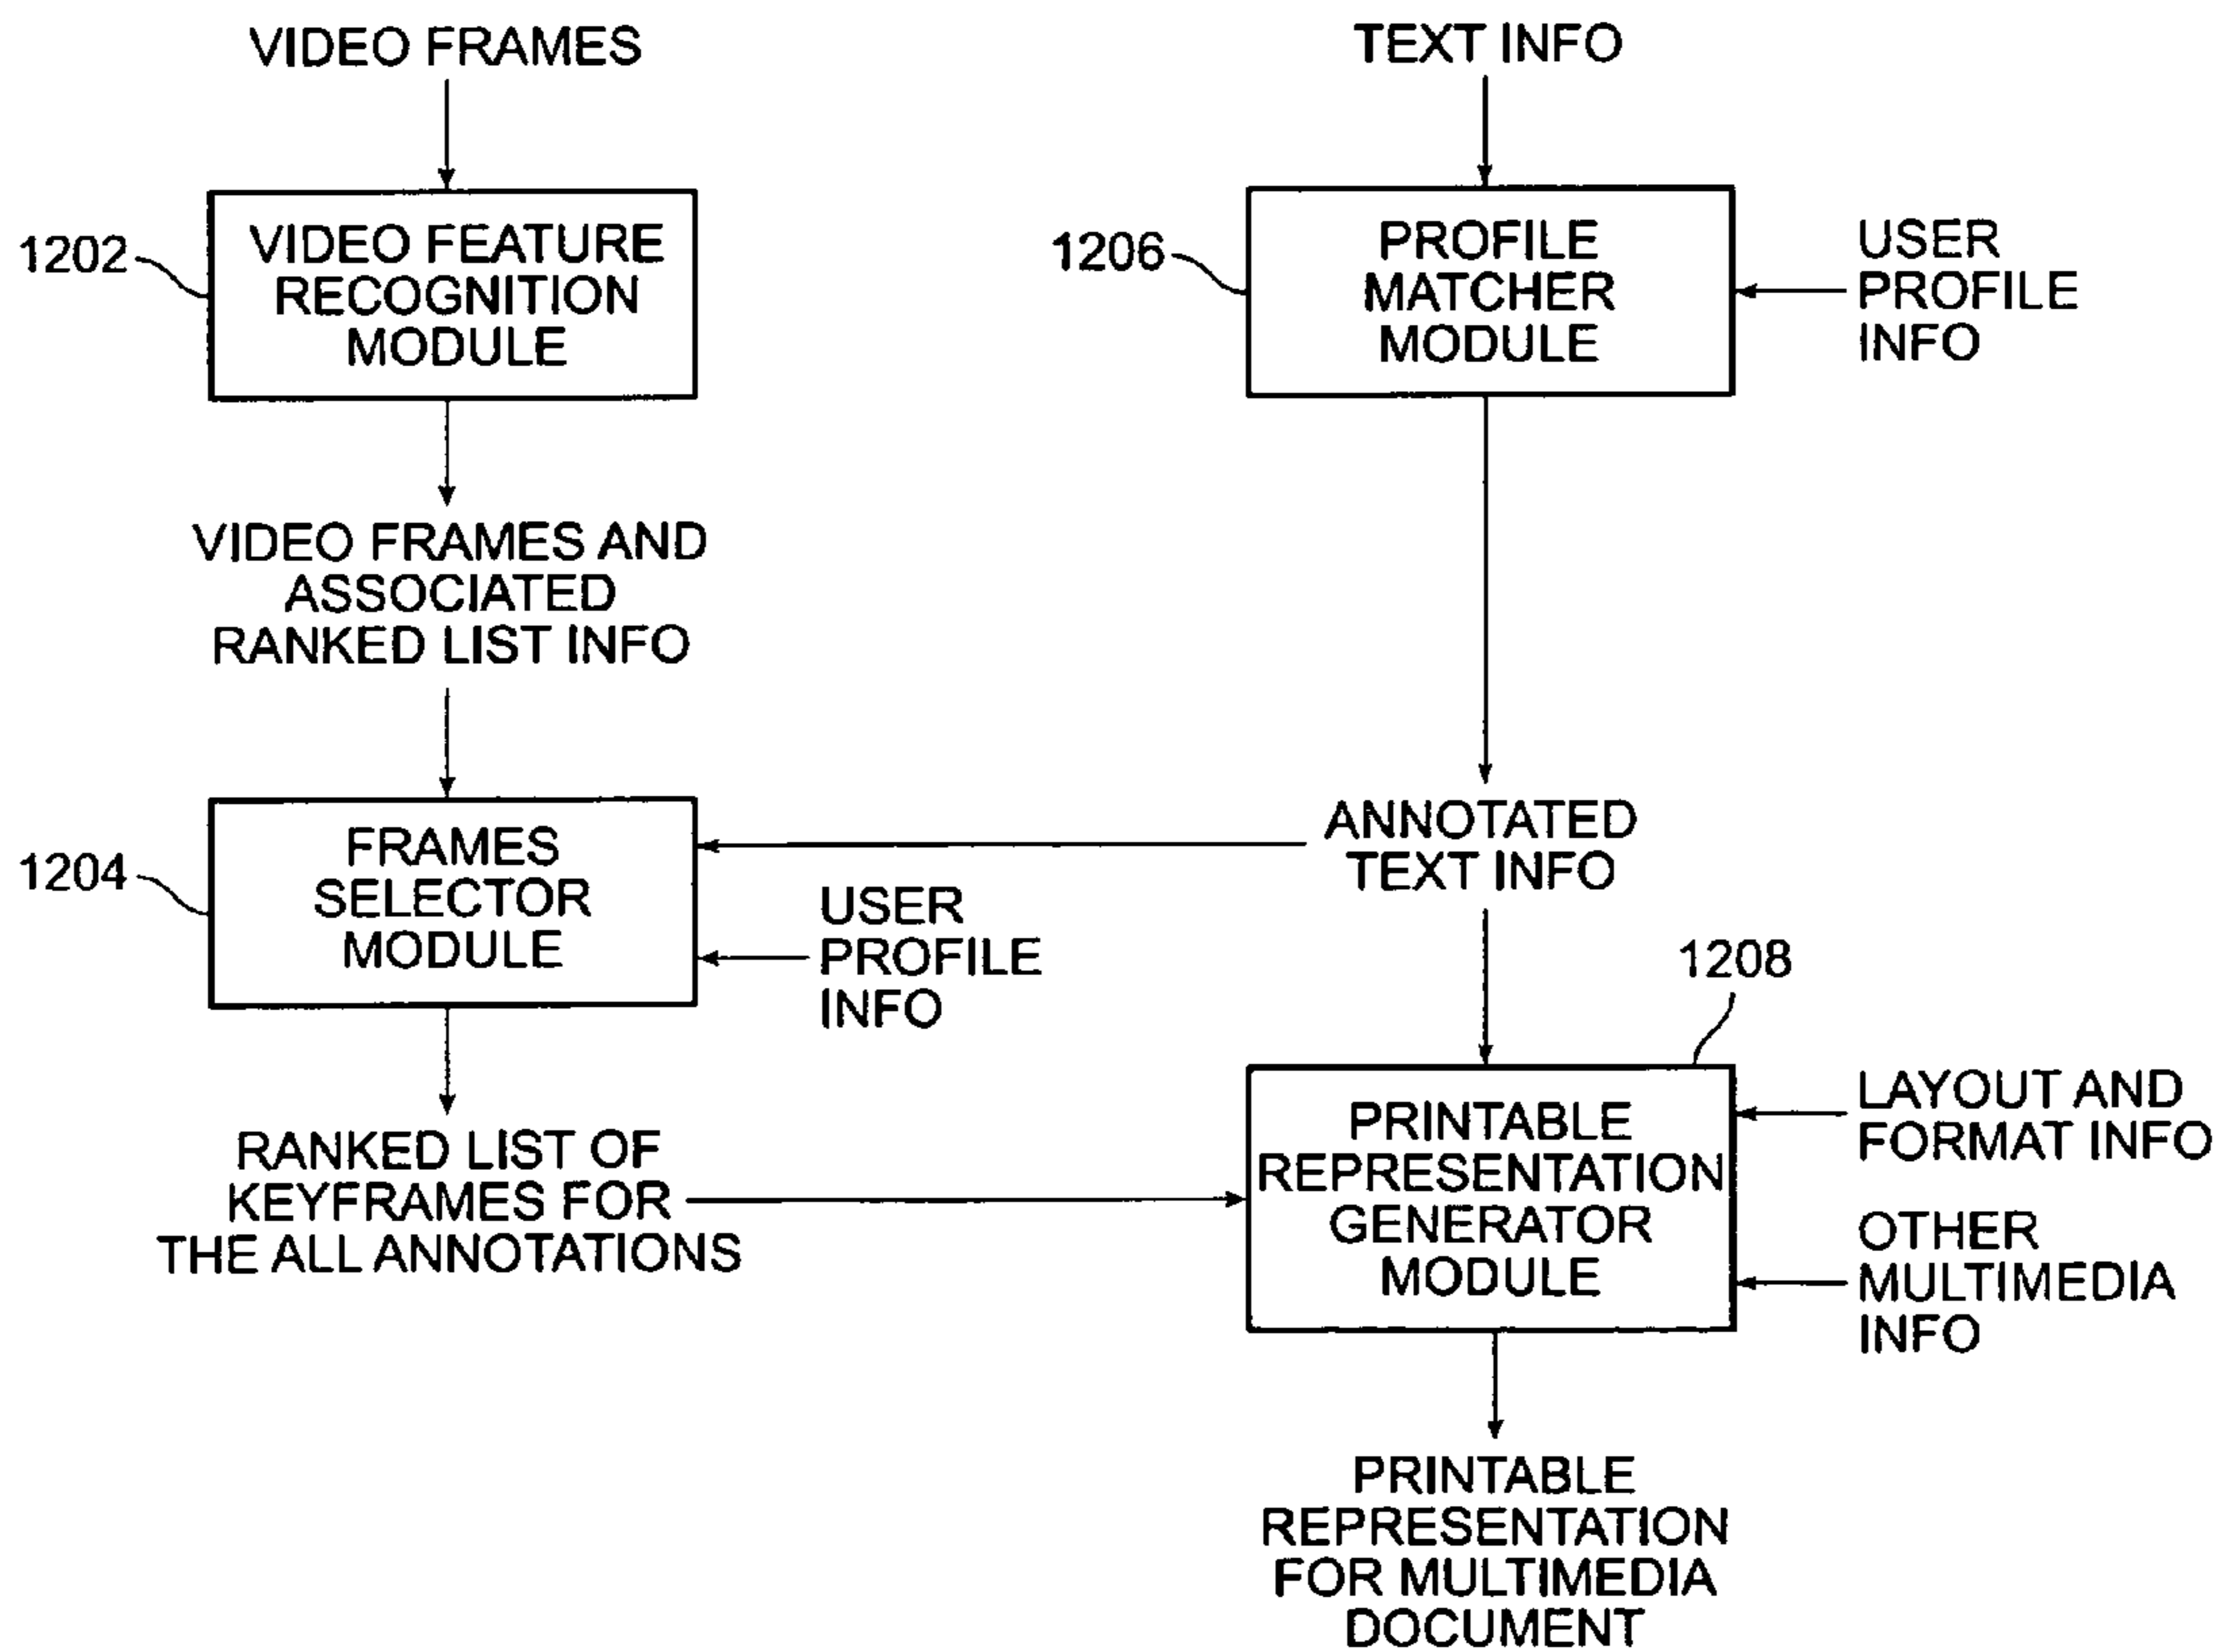 VIDEO FRAMES
TEXT INFO
1202
VIDEO FEATURE
RECOGNITION
MODULE
1206
PROFILE
MATCHER
MODULE
USER
PROFILE
INFO
VIDEO FRAMES AND
ASSOCIATED
RANKED LIST INFO
1204
FRAMES
SELECTOR
MODULE
ANNOTATED
TEXT INFO
USER
PROFILE
INFO
1208
RANKED LIST OF
KEYFRAMES FOR
THE ALL ANNOTATIONS
PRINTABLE
REPRESENTATION
GENERATOR
MODULE
LAYOUT AND
FORMAT INFO
OTHER
MULTIMEDIA
INFO
PRINTABLE
REPRESENTATION
FOR MULTIMEDIA
DOCUMENT